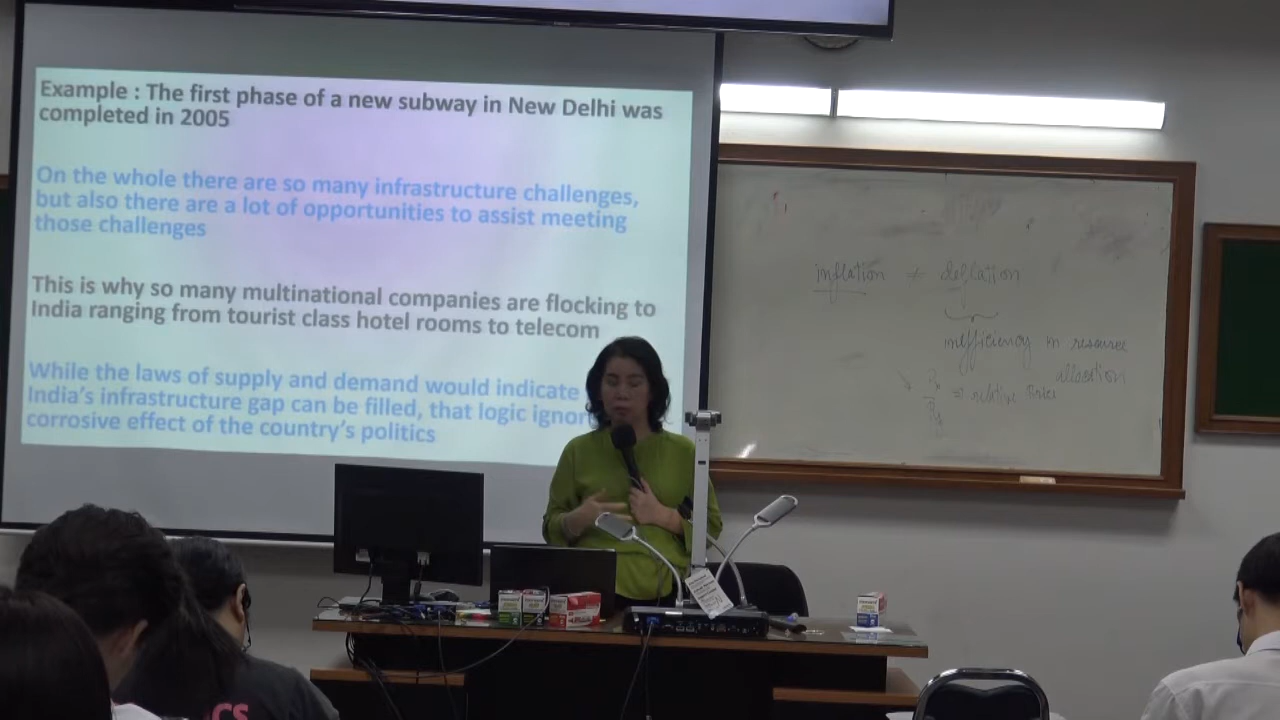 Example : The first phase of a new subway in New Delhi was
completed in 2005
On the whole there are so many infrastructure challenges,
but also there are a lot of opportunities to assist meeting
those challenges
This is why so many multinational companies are flocking to
India ranging from tourist class hotel rooms to telecom
While the laws of supply and demand would indicate
India's infrastructure gap can be filled, that logic
corrosive effect of the country's politics
inflation ≠ deflation
inefficiency in resource
allocation
= relative Price
CS